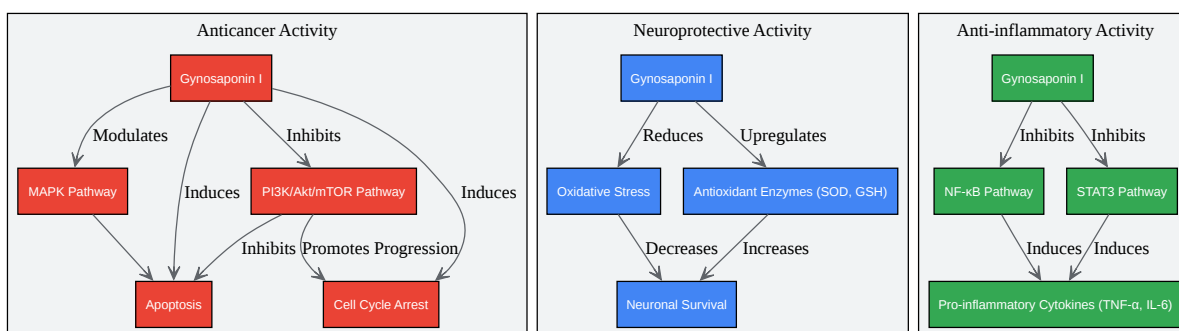 Anticancer Activity
Gynosaponin I
Modulates
Inhibits
MAPK Pathway
PI3K/Akt/mTOR Pathway
Induces
Induces
Inhibits
Promotes Progression
Apoptosis
Cell Cycle Arrest
Neuroprotective Activity
Gynosaponin I
Reduces
Upregulates
Oxidative Stress
Antioxidant Enzymes (SOD, GSH)
Decreases
Increases
Neuronal Survival
Anti-inflammatory Activity
Gynosaponin I
Inhibits
Inhibits
NF-κB Pathway
STAT3 Pathway
Induces
Induces
Pro-inflammatory Cytokines (TNF-α, IL-6)